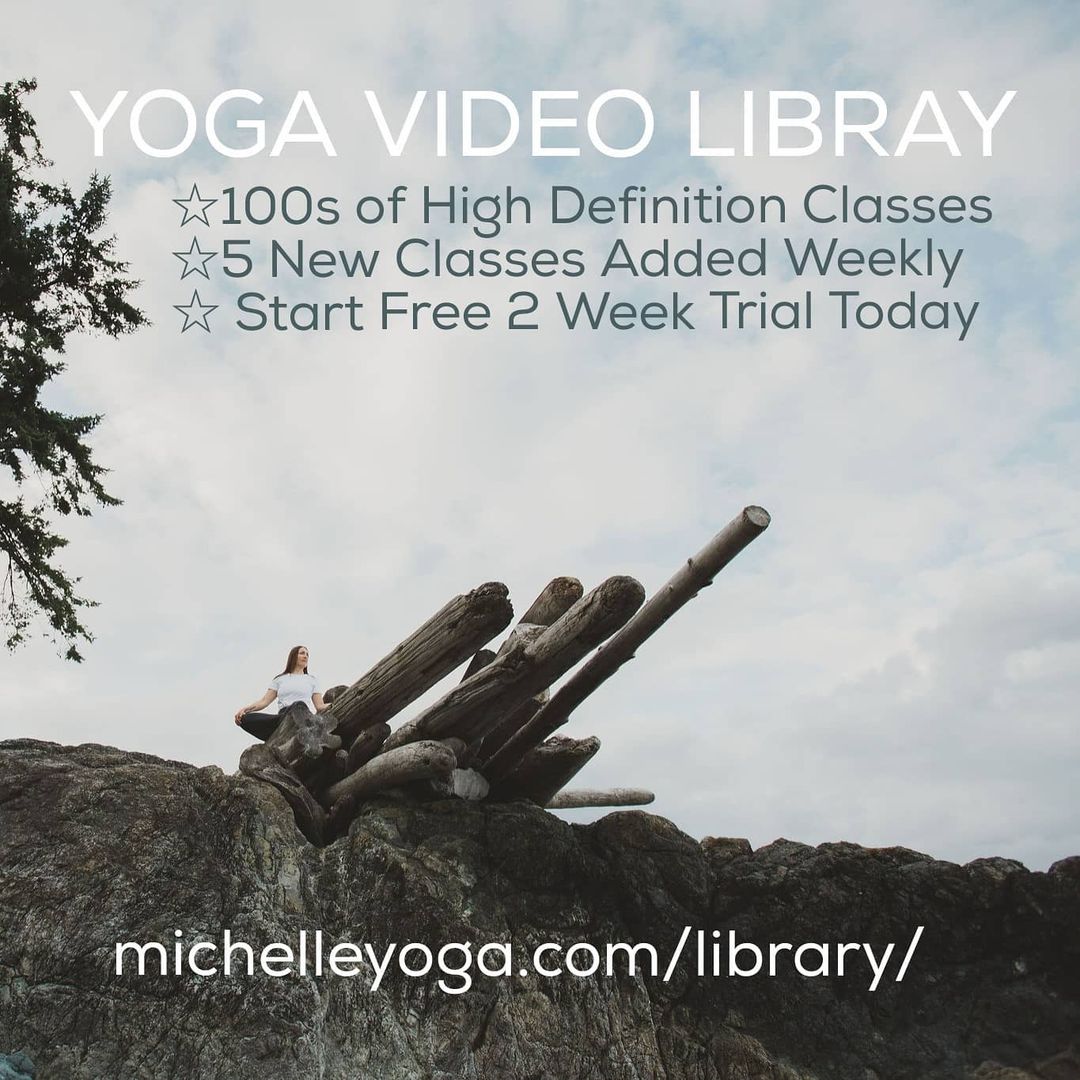 YOGA VIDEO LIBRAY
☆100s of High Definition Classes
☆5 New Classes Added Weekly
☆ Start Free 2 Week Trial Today
michelleyoga.com/library/